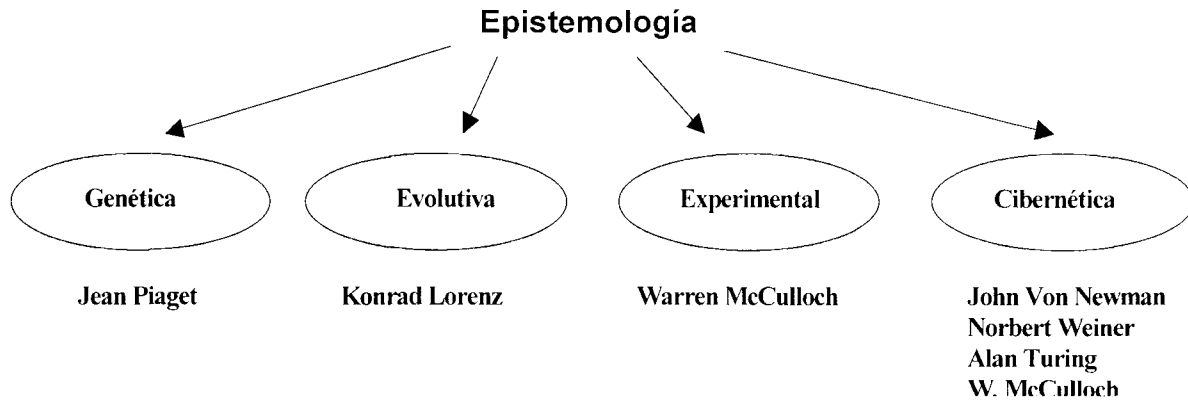 Epistemología
Genética
Evolutiva
Experimental
Cibernética
Jean Piaget
Konrad Lorenz
Warren McCulloch
John Von Newman
Norbert Weiner
Alan Turing
W. McCulloch